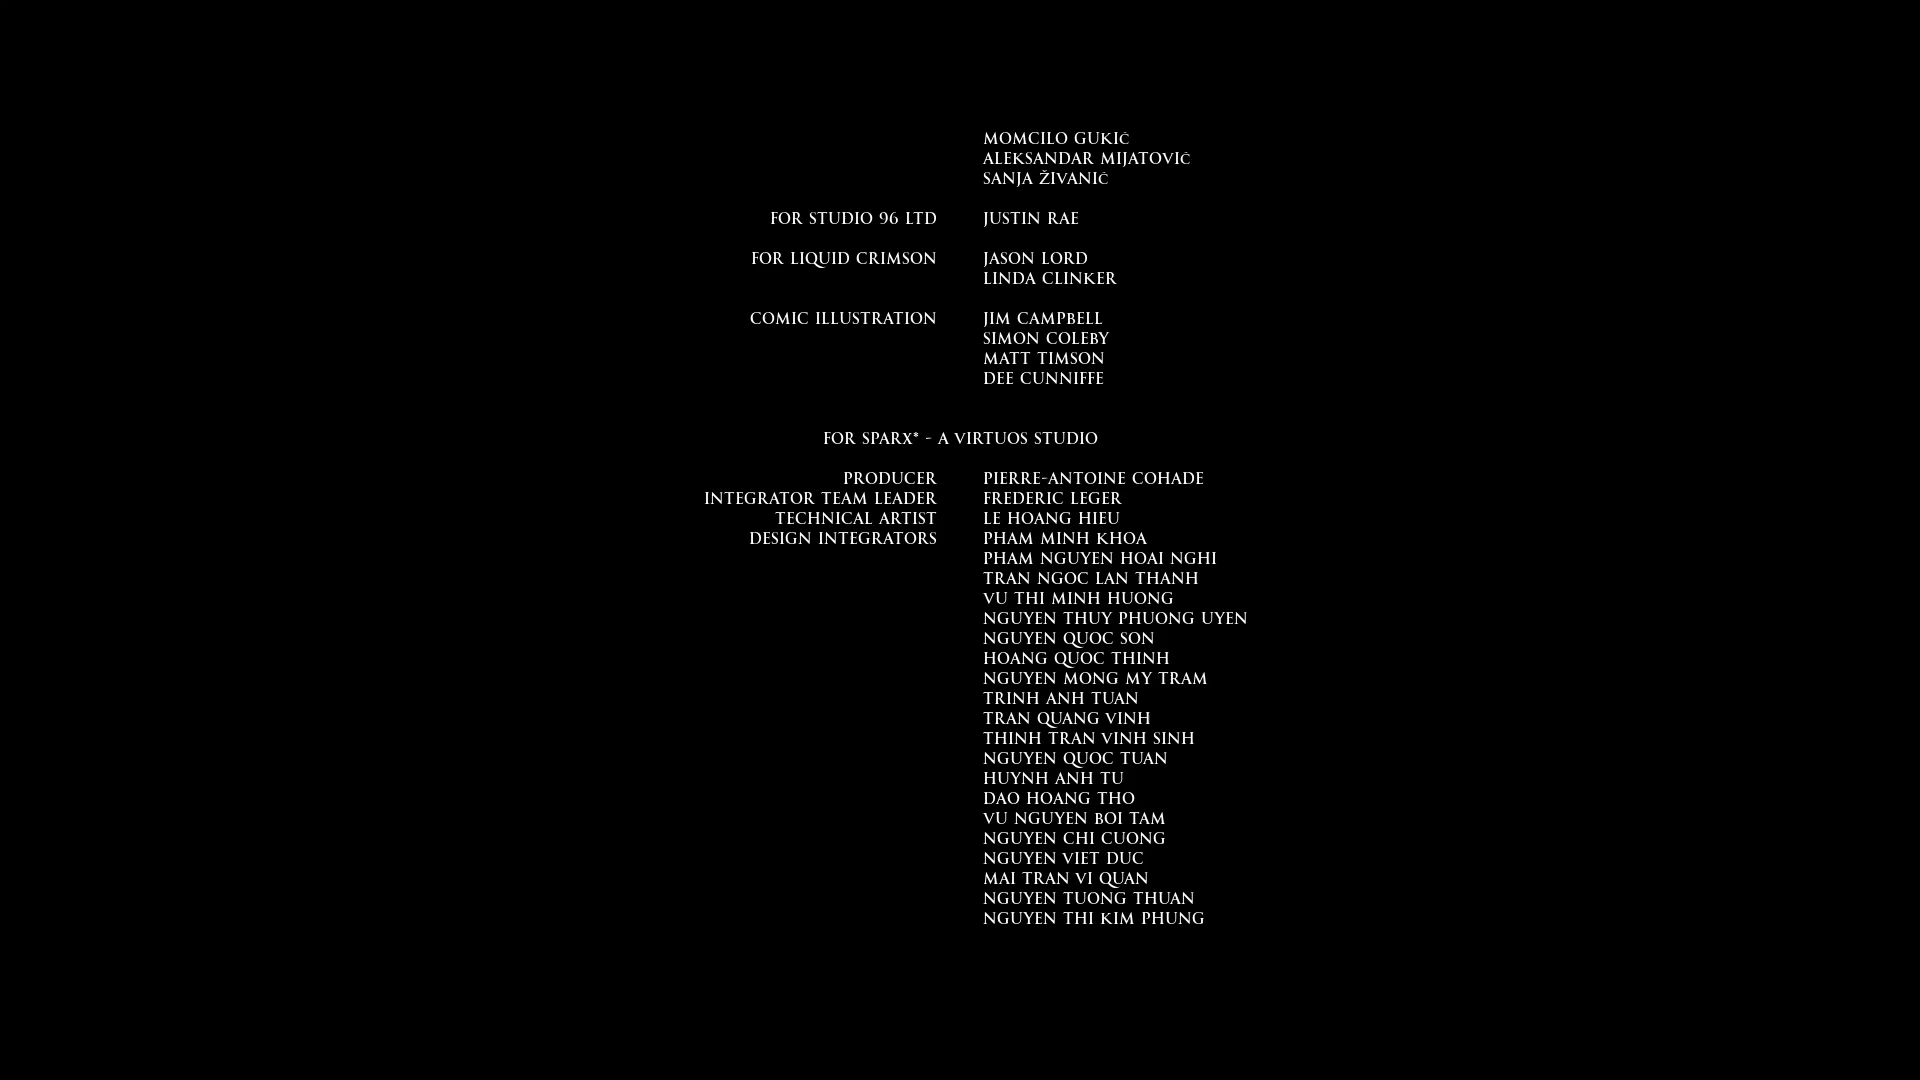 MOMCILO GUKIĆ
ALEKSANDAR MIJATOVIĆ
SANJA ŽIVANIĆ
FOR STUDIO 96 LTD JUSTIN RAE
FOR LIQUID CRIMSON JASON LORD
LINDA CLINKER
COMIC ILLUSTRATION JIM CAMPBELL
SIMON COLEBY
MATT TIMSON
DEE CUNNIFFE
FOR SPARX* - A VIRTUOS STUDIO
PRODUCER PIERRE-ANTOINE COHADE
INTEGRATOR TEAM LEADER FREDERIC LEGER
TECHNICAL ARTIST LE HOANG HIEU
DESIGN INTEGRATORS PHAM MINH KHOA
PHAM NGUYEN HOAI NGHI
TRAN NGOC LAN THANH
VU THI MINH HUONG
NGUYEN THUY PHUONG UYEN
NGUYEN QUOC SON
HOANG QUOC THINH
NGUYEN MONG MY TRAM
TRINH ANH TUAN
TRAN QUANG VINH
THINH TRAN VINH SINH
NGUYEN QUOC TUAN
HUYNH ANH TU
DAO HOANG THO
VU NGUYEN BOI TAM
NGUYEN CHI CUONG
NGUYEN VIET DUC
MAI TRAN VI QUAN
NGUYEN TUONG THUAN
NGUYEN THI KIM PHUNG